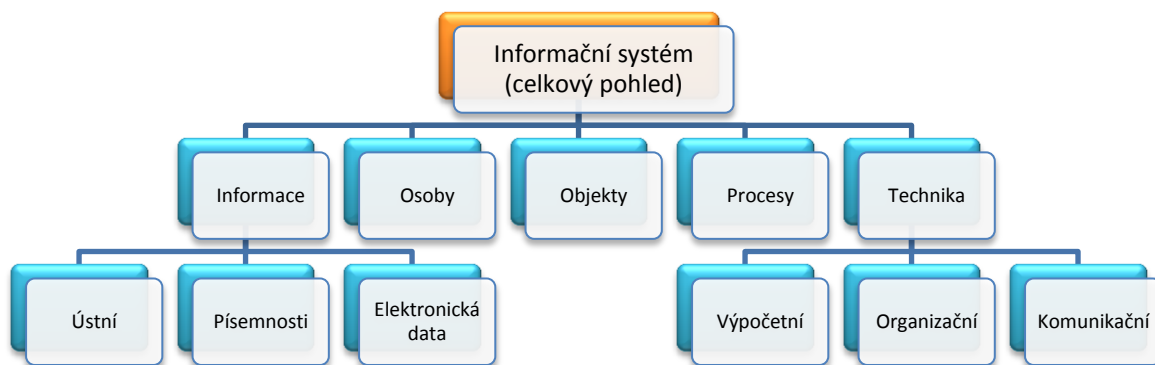 Informační systém
(celkový pohled)
Informace
Osoby
Objekty
Procesy
Technika
Ústní
Písemnosti
Elektronická
data
Výpočetní
Organizační
Komunikační